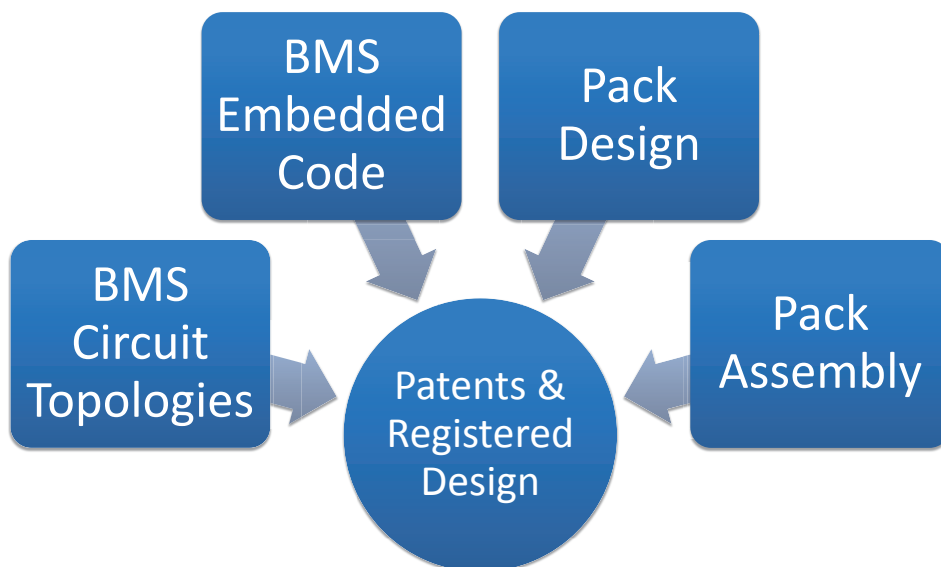 BMS
Embedded
Code
Pack
Design
BMS
Circuit
Topologies
Pack
Assembly
Patents &
Registered
Design